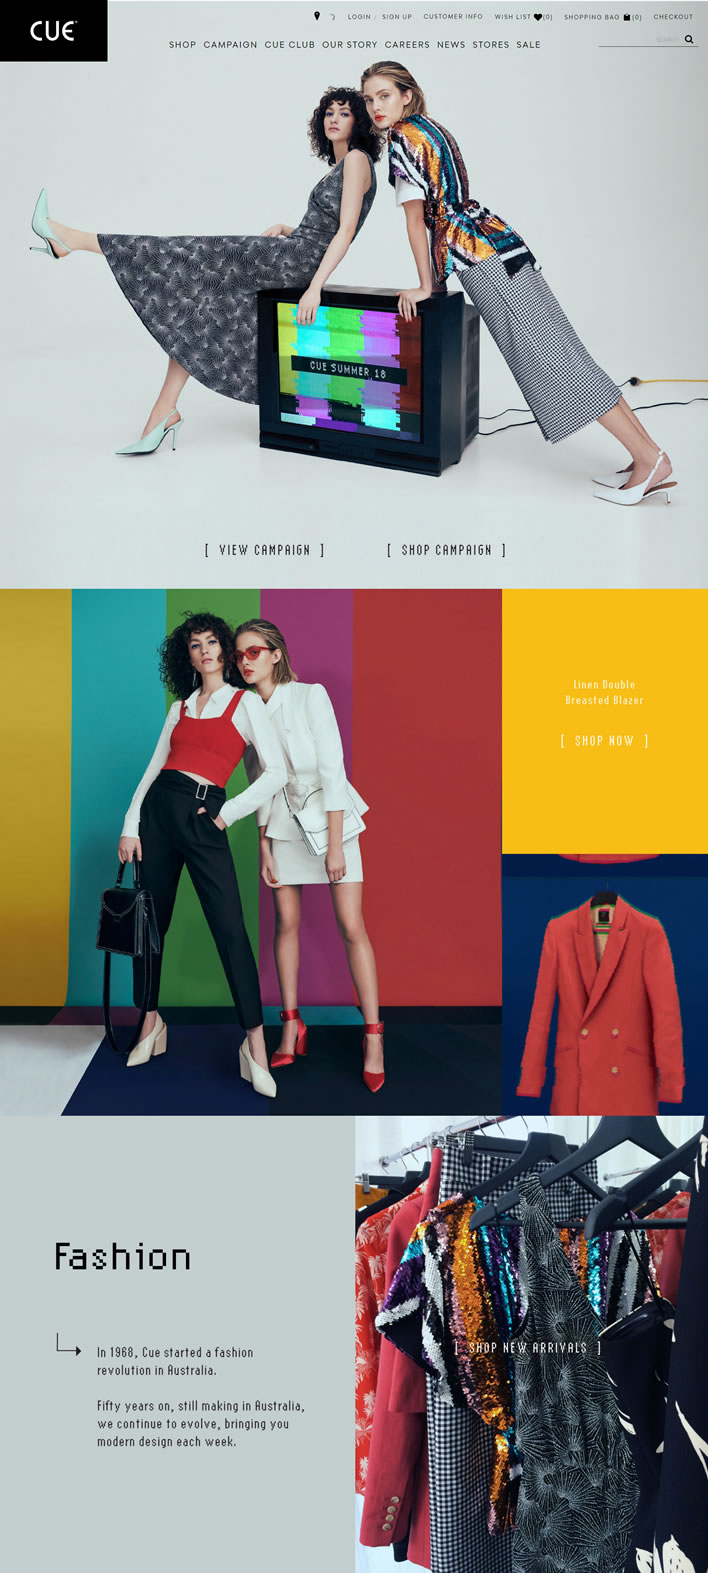 CUE
LOGIN / SIGN UP CUSTOMER INFO WISH LIST (0) SHOPPING BAG (0) CHECKOUT
SHOP CAMPAIGN CUE CLUB OUR STORY CAREERS NEWS STORES SALE
SEARCH
CUE SUMMER 18
[ VIEW CAMPAIGN ] [ SHOP CAMPAIGN ]
Linen Double
Breasted Blazer
[ SHOP NOW ]
Fashion
In 1968, Cue started a fashion
revolution in Australia.
Fifty years on, still making in Australia,
we continue to evolve, bringing you
modern design each week.
[ SHOP NEW ARRIVALS ]